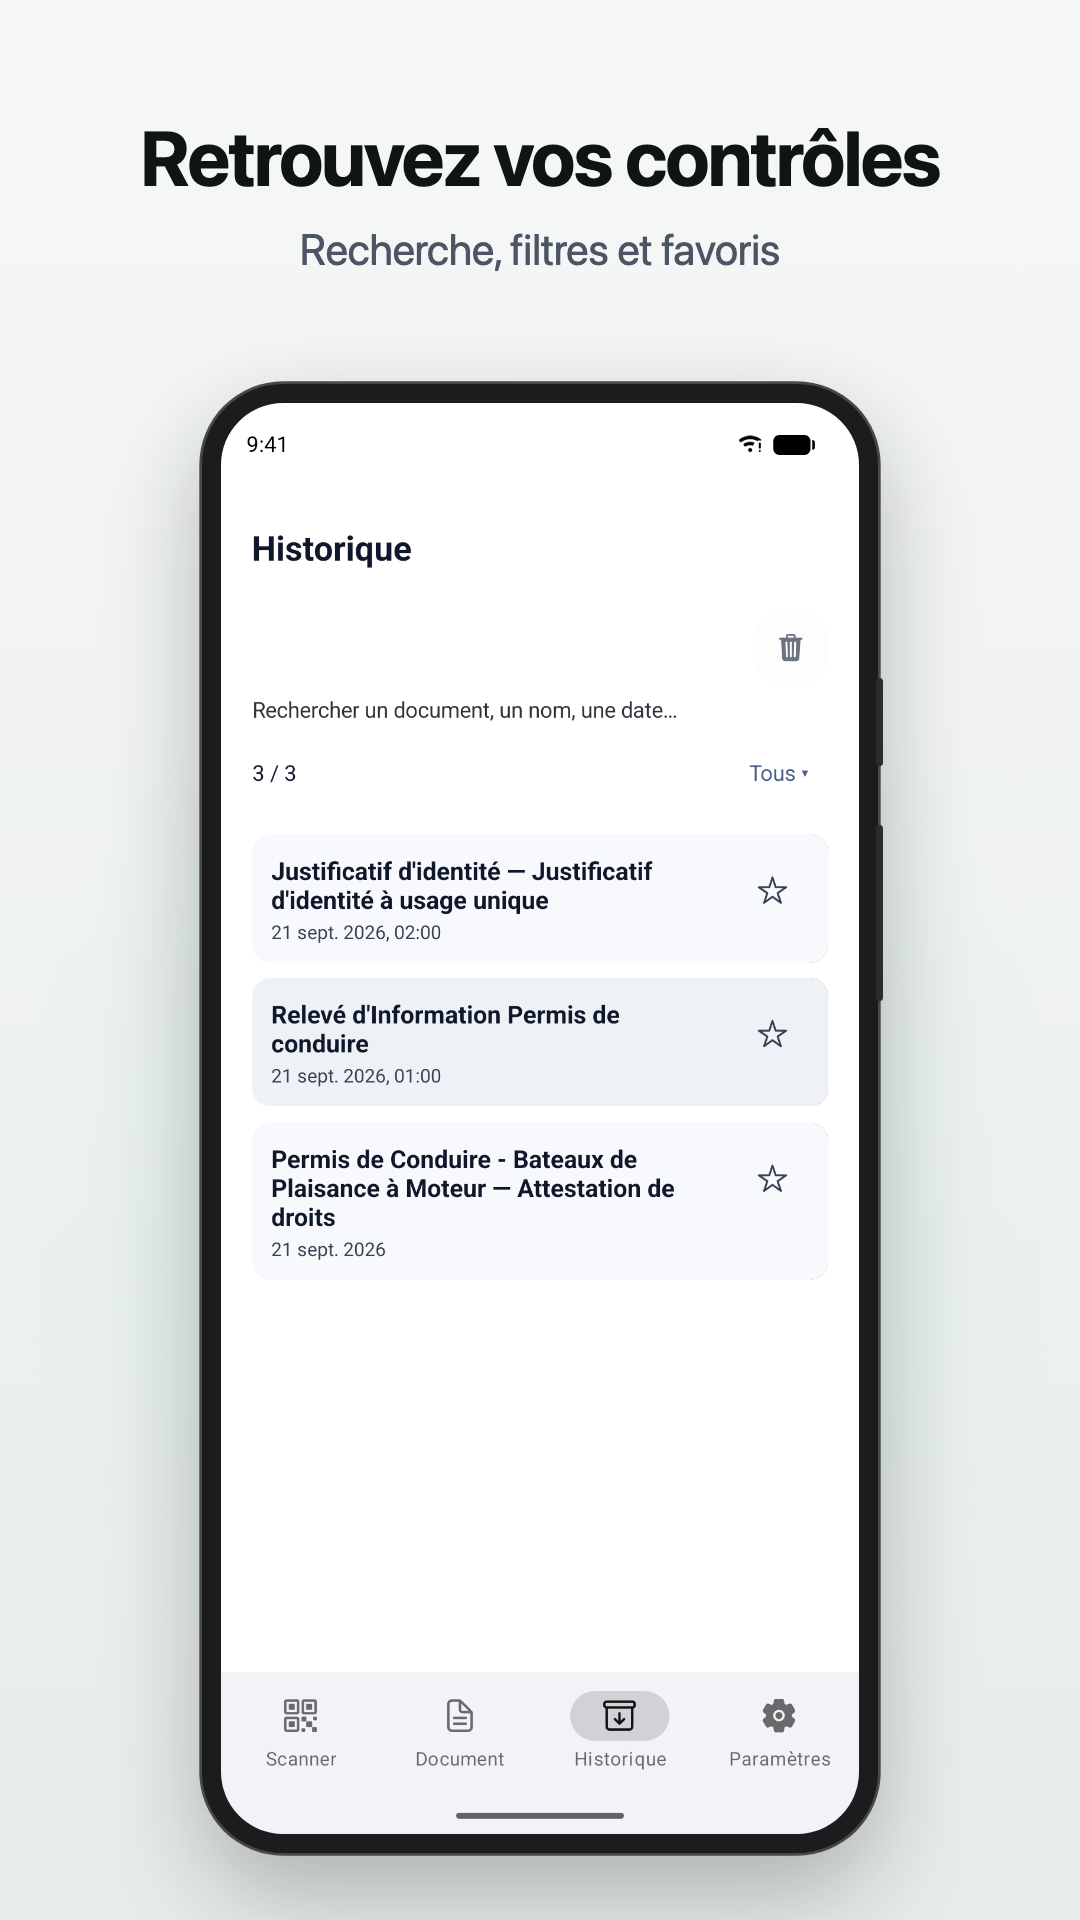 Retrouvez vos contrôles
Recherche, filtres et favoris
9:41
Historique
Rechercher un document, un nom, une date...
3 / 3
Tous ▾
Justificatif d'identité — Justificatif
d'identité à usage unique
21 sept. 2026, 02:00
Relevé d'Information Permis de
conduire
21 sept. 2026, 01:00
Permis de Conduire - Bateaux de
Plaisance à Moteur — Attestation de
droits
21 sept. 2026
Scanner
Document
Historique
Paramètres